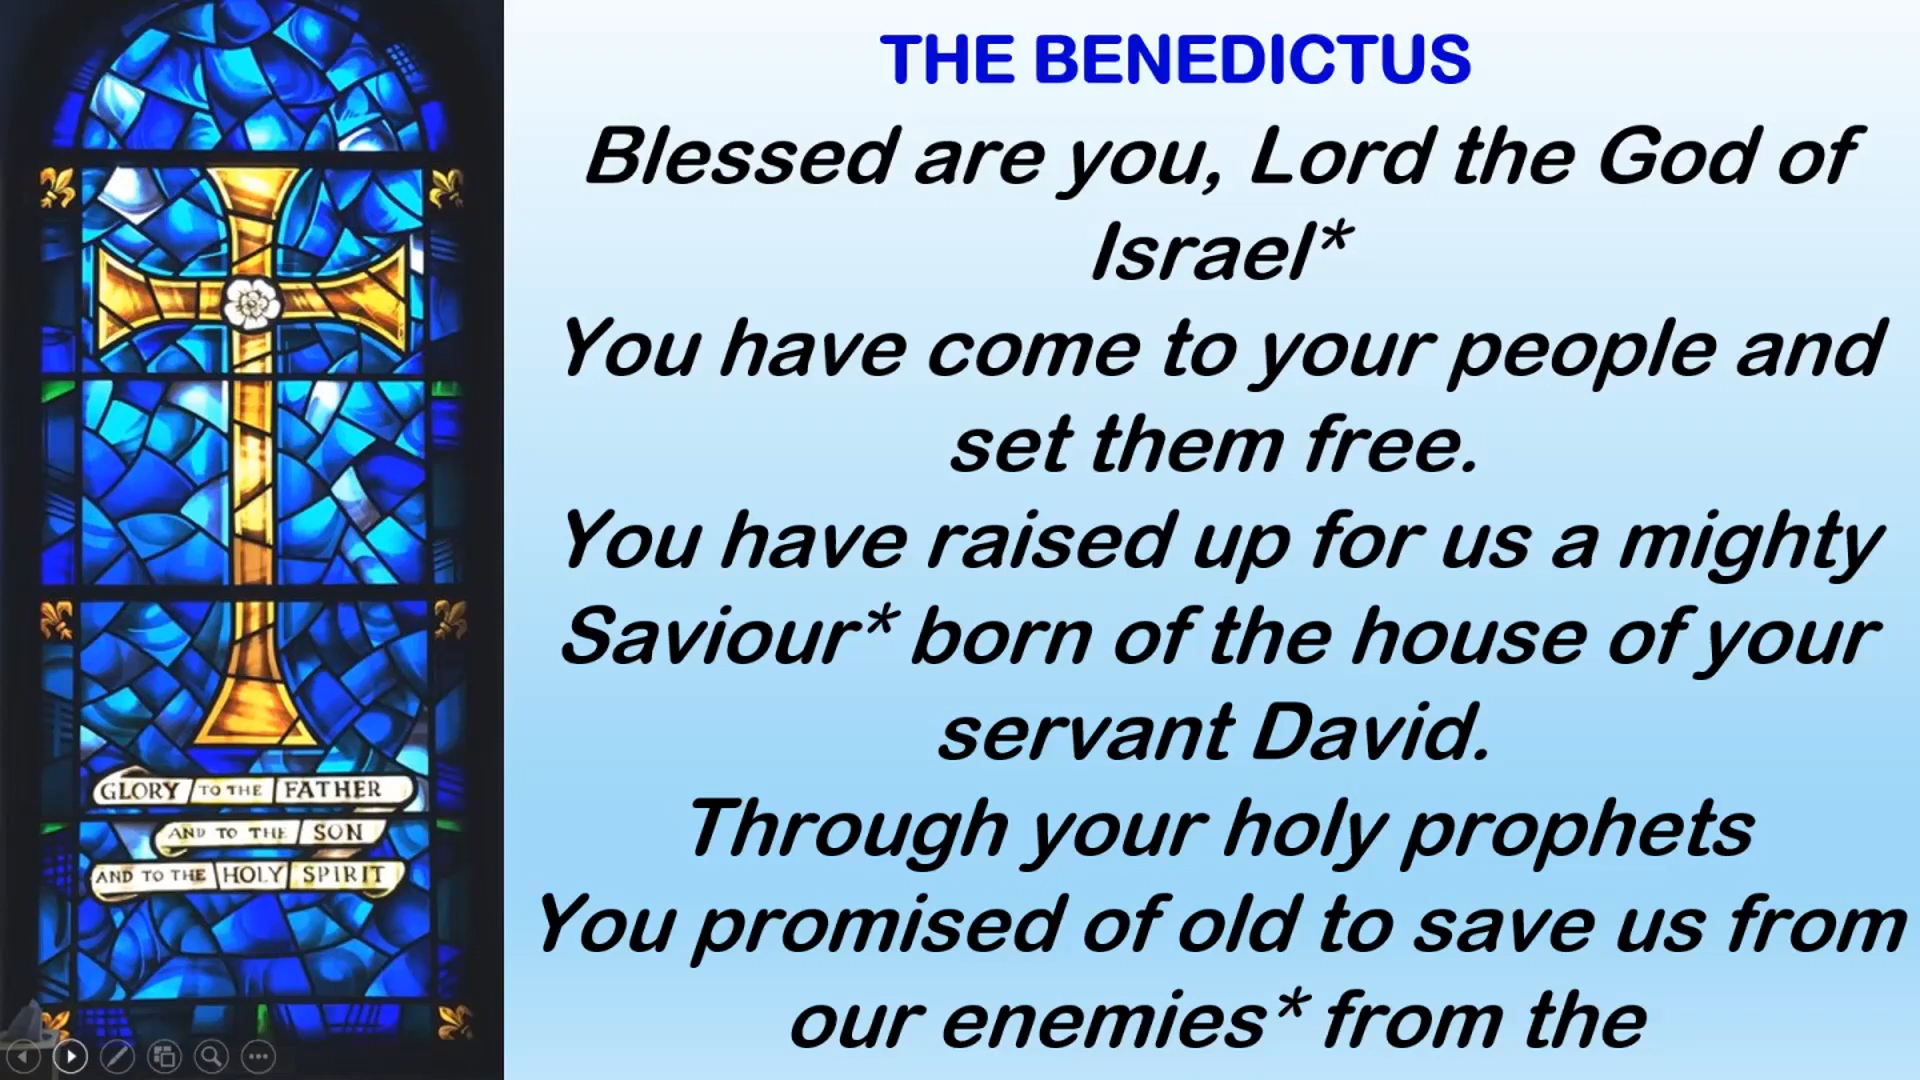 THE BENEDICTUS
Blessed are you, Lord the God of
Israel*
You have come to your people and
set them free.
You have raised up for us a mighty
Saviour* born of the house of your
servant David.
Through your holy prophets
You promised of old to save us from
our enemies* from the
GLORY TO THE FATHER
AND TO THE SON
AND TO THE HOLY SPIRIT